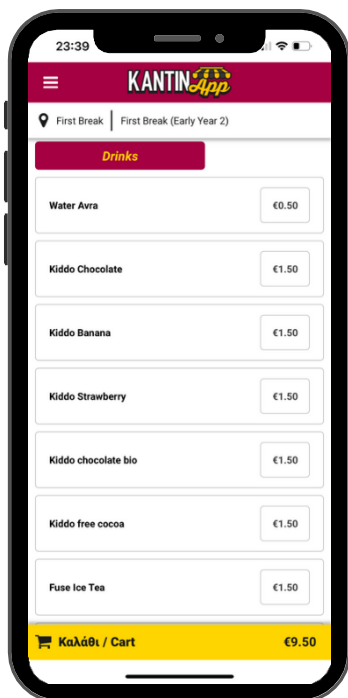 23:39
KANTIN App
First Break | First Break (Early Year 2)
Drinks
Water Avra €0.50
Kiddo Chocolate €1.50
Kiddo Banana €1.50
Kiddo Strawberry €1.50
Kiddo chocolate bio €1.50
Kiddo free cocoa €1.50
Fuse Ice Tea €1.50
Καλάθι / Cart €9.50